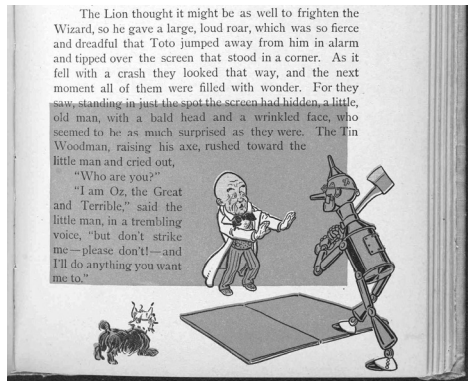 The Lion thought it might be as well to frighten the
Wizard, so he gave a large, loud roar, which was so fierce
and dreadful that Toto jumped away from him in alarm
and tipped over the screen that stood in a corner. As it
fell with a crash they looked that way, and the next
moment all of them were filled with wonder. For they
saw, standing in just the spot the screen had hidden, a little,
old man, with a bald head and a wrinkled face, who
seemed to be as much surprised as they were. The Tin
Woodman, raising his axe, rushed toward the
little man and cried out,
"Who are you?"
"I am Oz, the Great
and Terrible," said the
little man, in a trembling
voice, "but don't strike
me—please don't!—and
I'll do anything you want
me to."